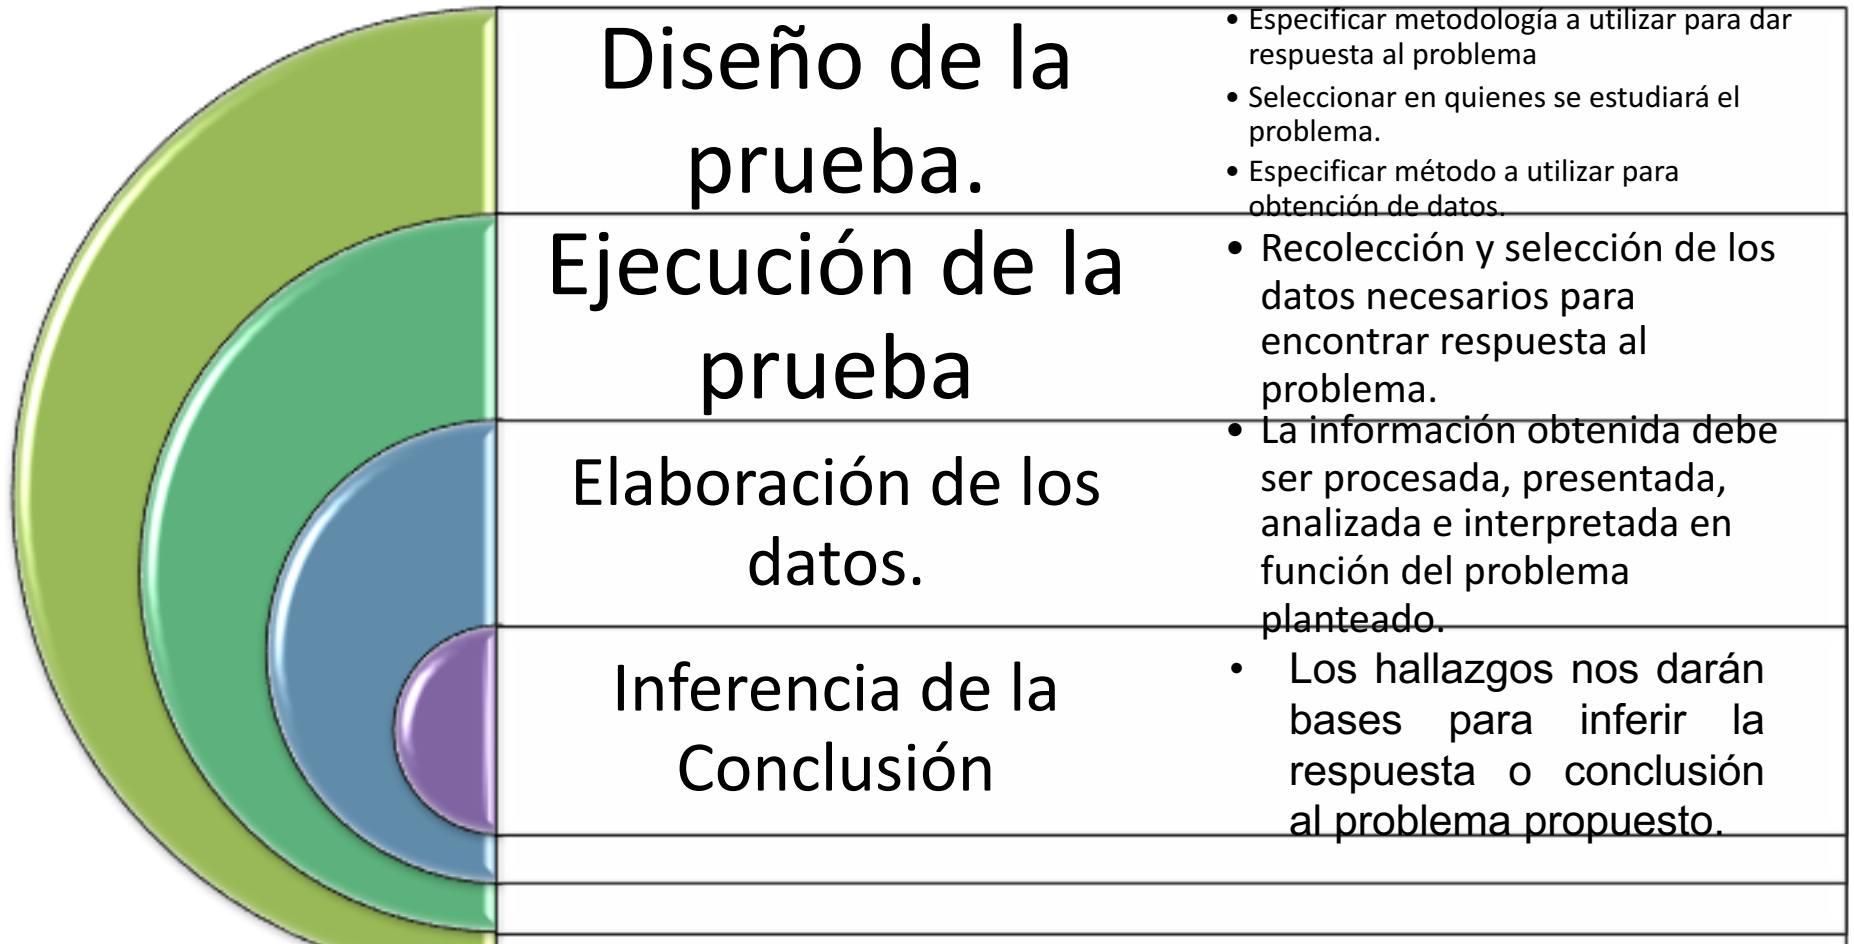 Diseño de la
prueba.
• Especificar metodología a utilizar para dar
respuesta al problema
• Seleccionar en quienes se estudiará el
problema.
• Especificar método a utilizar para
obtención de datos.
Ejecución de la
prueba
• Recolección y selección de los
datos necesarios para
encontrar respuesta al
problema.
Elaboración de los
datos.
• La información obtenida debe
ser procesada, presentada,
analizada e interpretada en
función del problema
planteado.
Inferencia de la
Conclusión
• Los hallazgos nos darán
bases para inferir la
respuesta o conclusión
al problema propuesto.